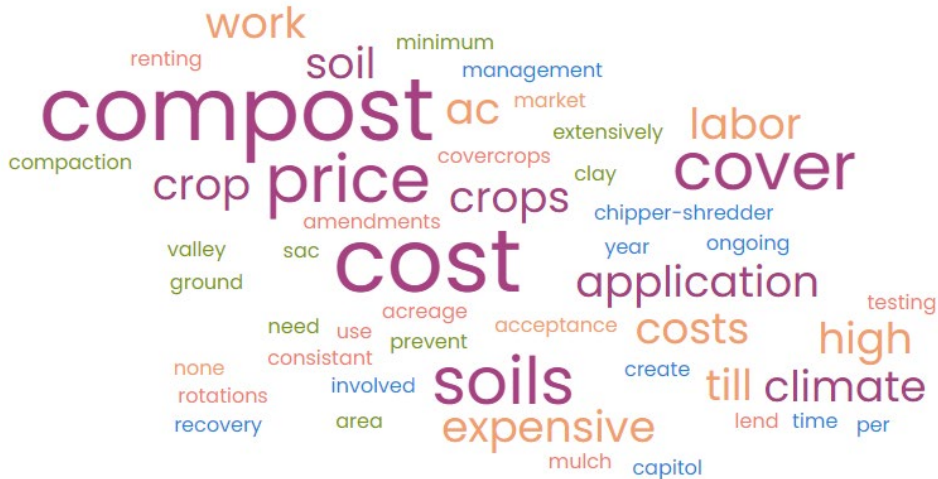 work
minimum
renting
soil
management
compost
ac
market
extensively
labor
compaction
covercrops
cover
crop
price
crops
clay
amendments
chipper-shredder
valley
sac
cost
year
ongoing
ground
application
acreage
testing
need
use
prevent
acceptance
costs
high
consistant
none
involved
soils
create
till
climate
rotations
recovery
area
expensive
lend
time
per
mulch
capitol